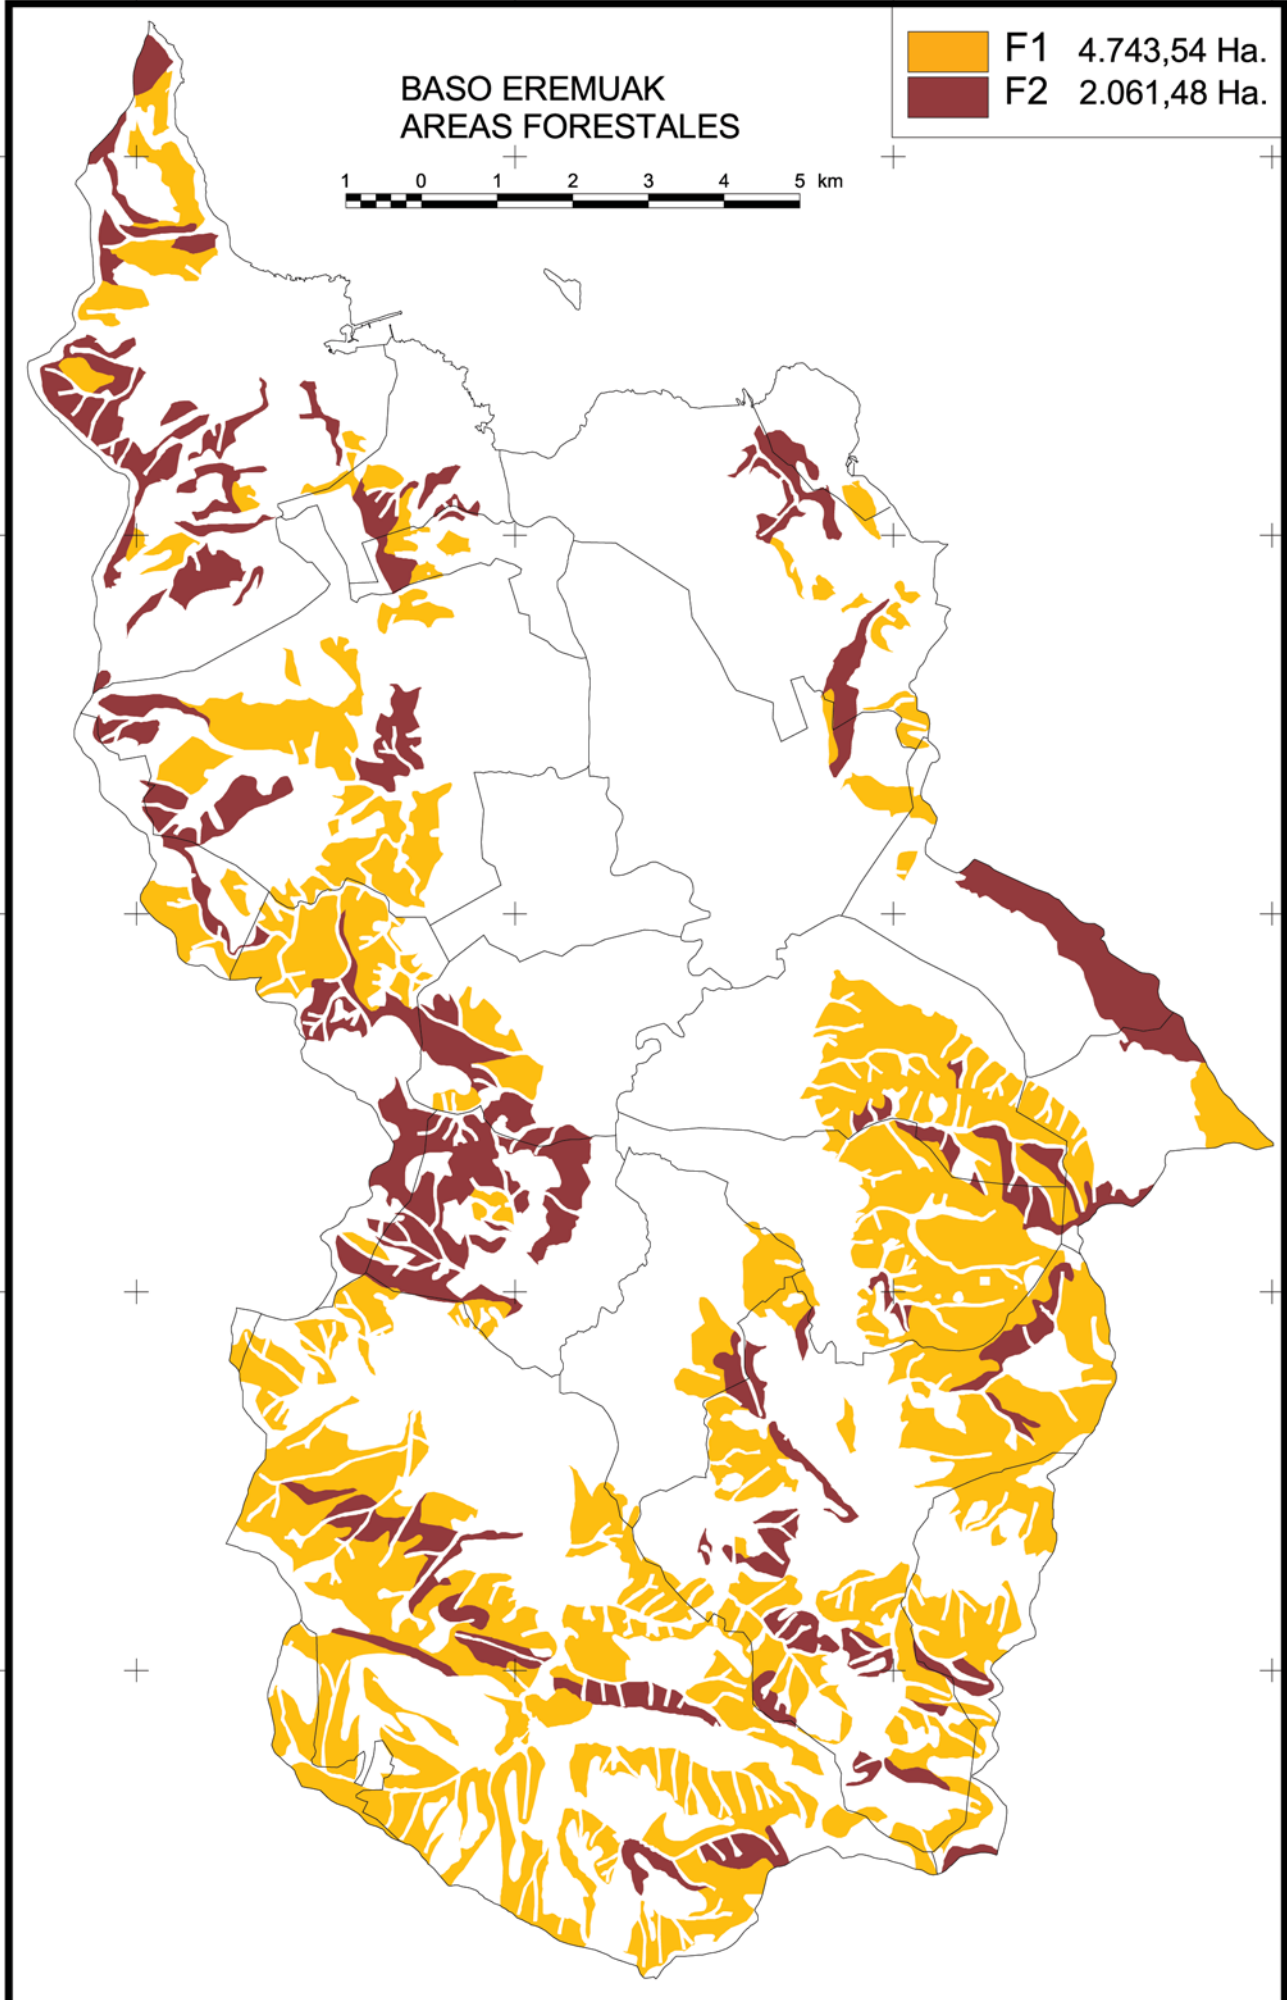 F1 4.743,54 Ha.
F2 2.061,48 Ha.
BASO EREMUAK
AREAS FORESTALES
1 0 1 2 3 4 5 km